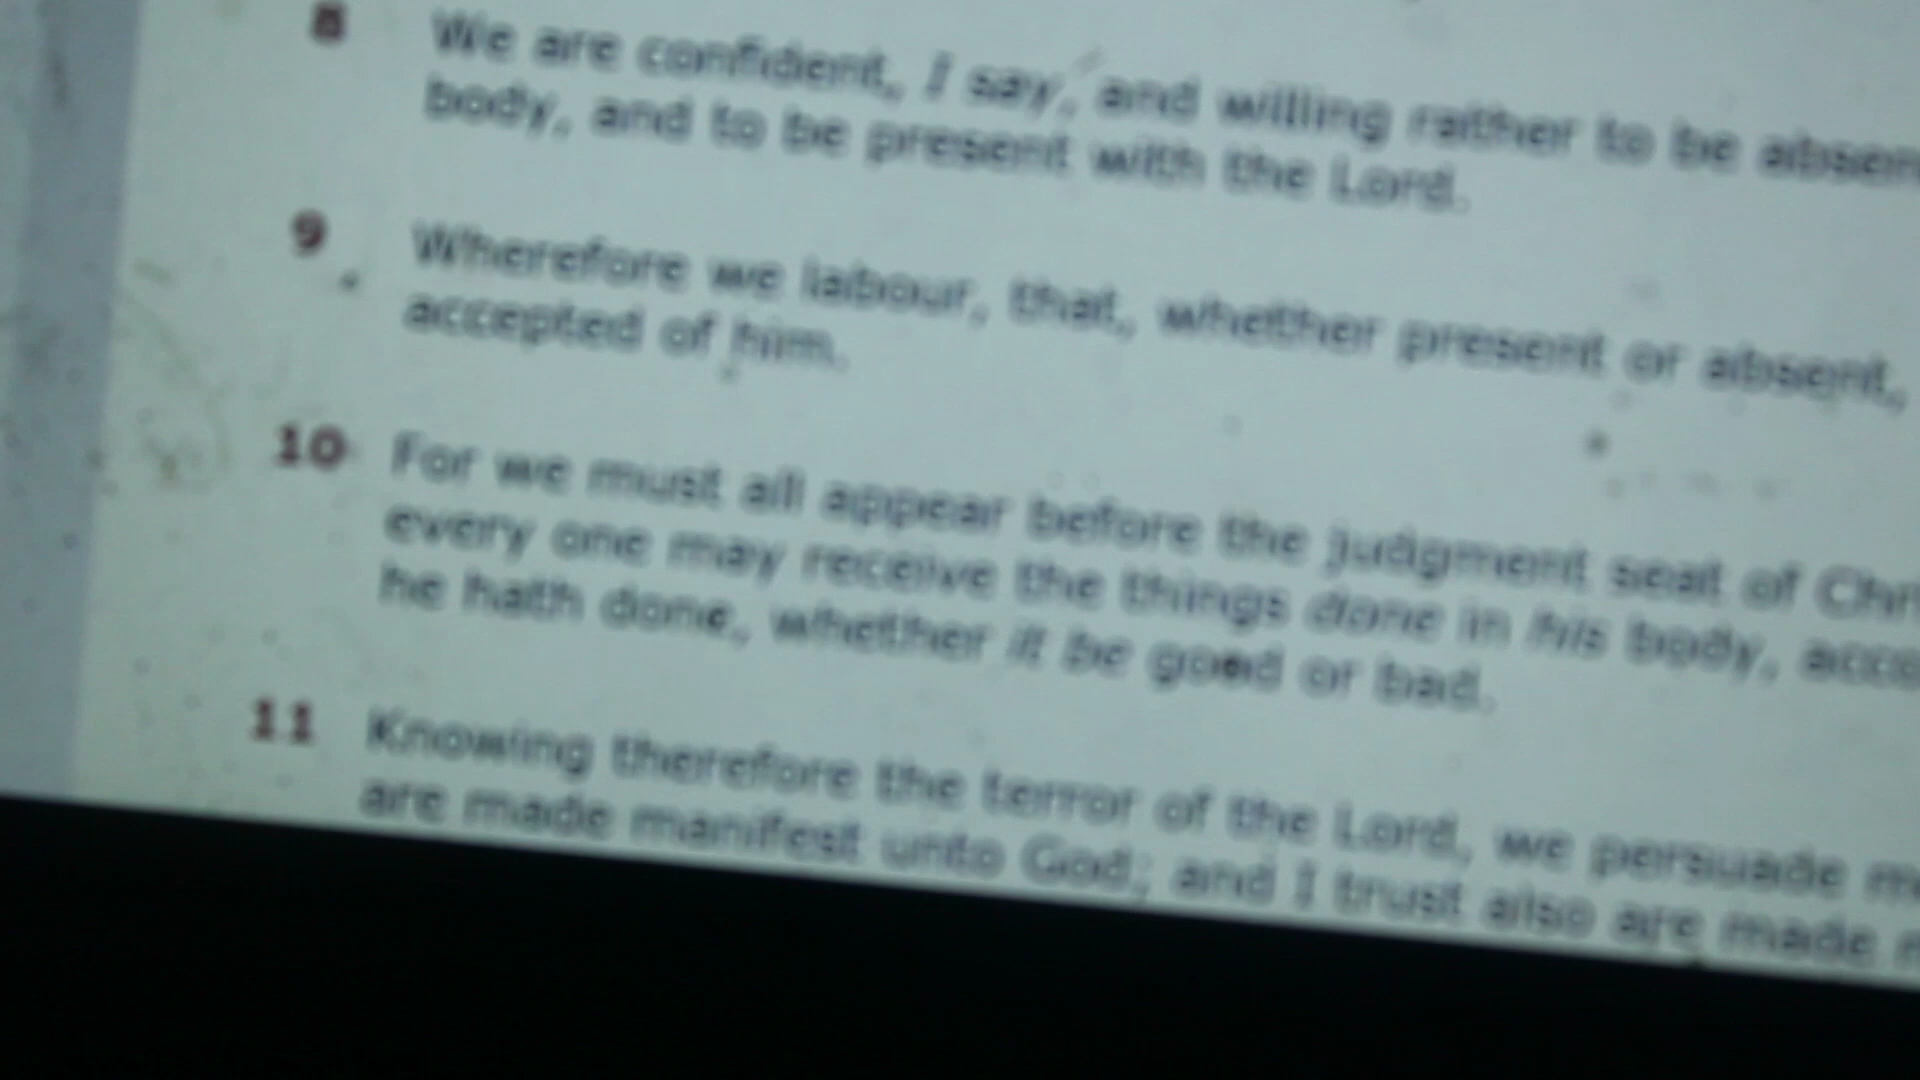 8 We are confident, I say, and willing rather to be
body, and to be present with the Lord.
9 Wherefore we labour, that, whether present or absent,
accepted of him.
10 For we must all appear before the judgment seat of
every one may receive the things done in his body,
he hath done, whether it be good or bad.
11 Knowing therefore the terror of the Lord, we persuade
are made manifest unto God; and I trust also are made